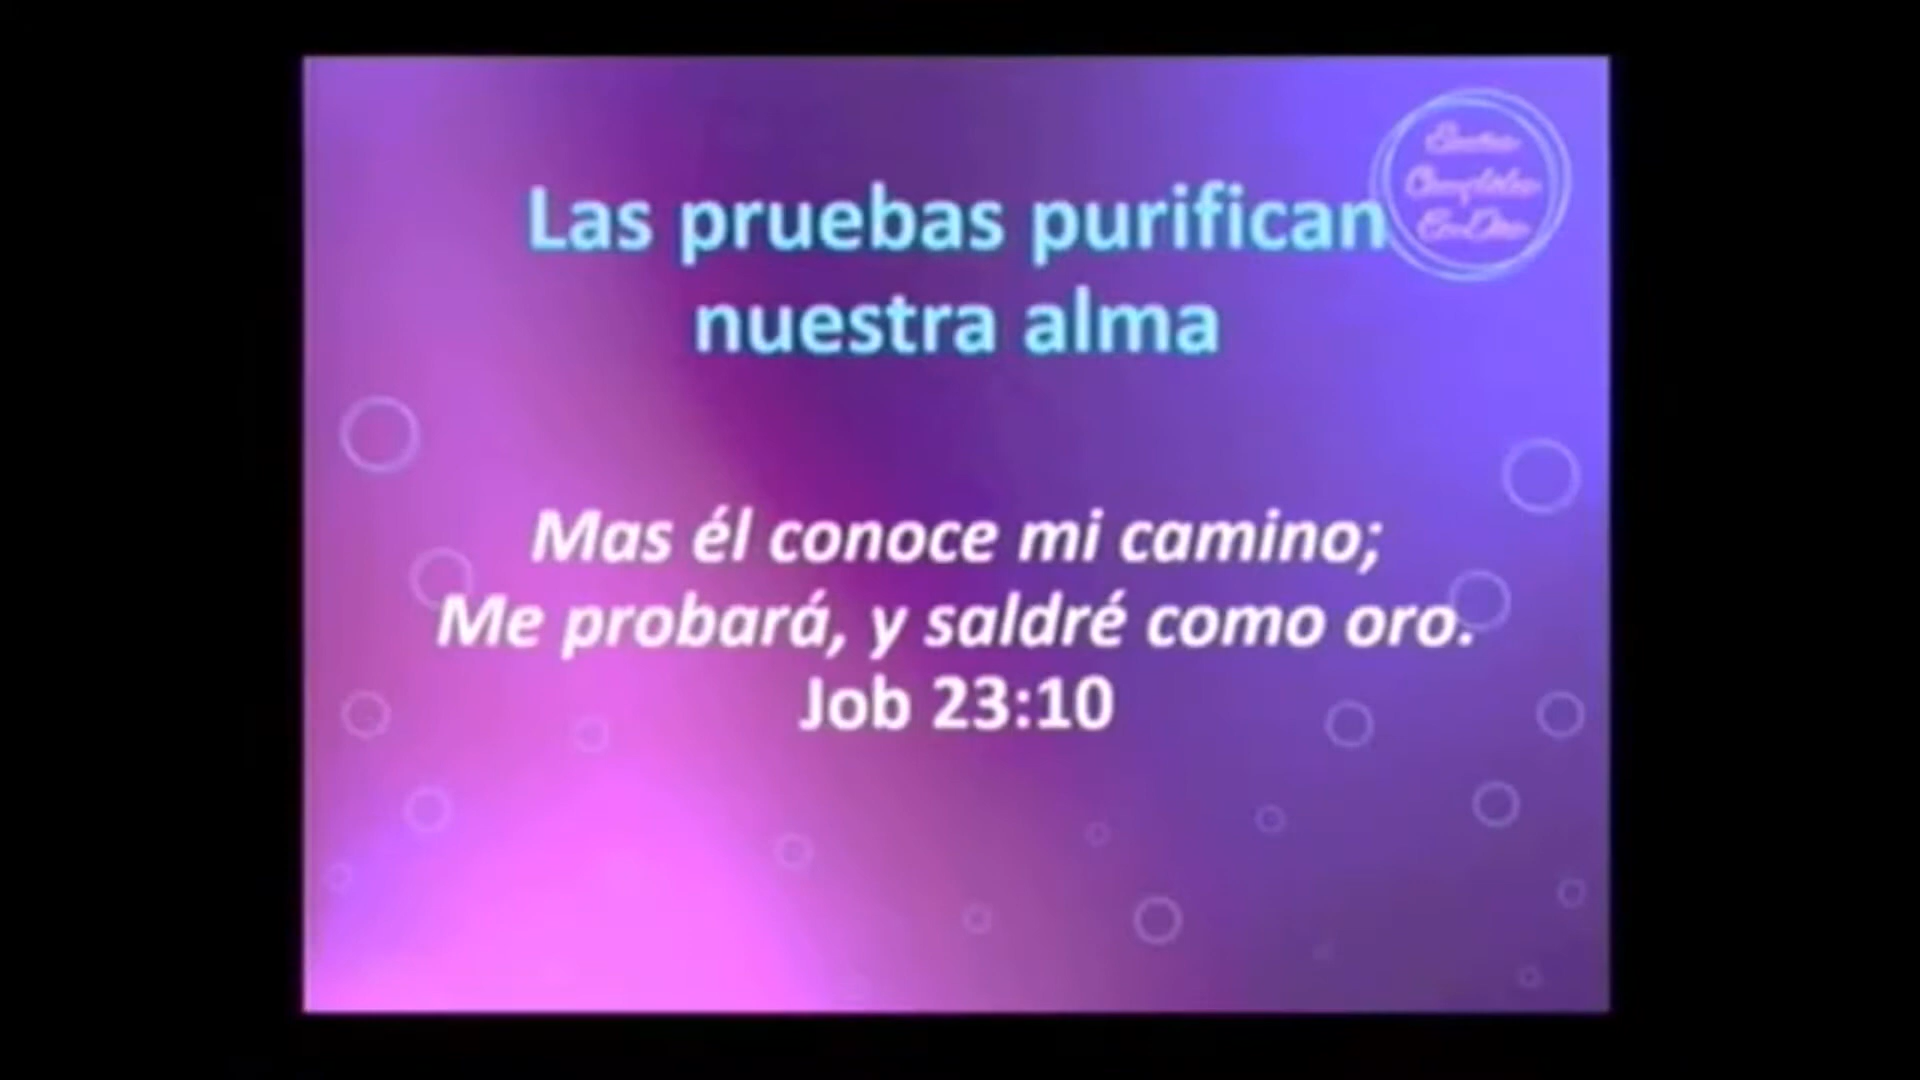 Las pruebas purifican
nuestra alma
Mas él conoce mi camino;
Me probará, y saldré como oro.
Job 23:10